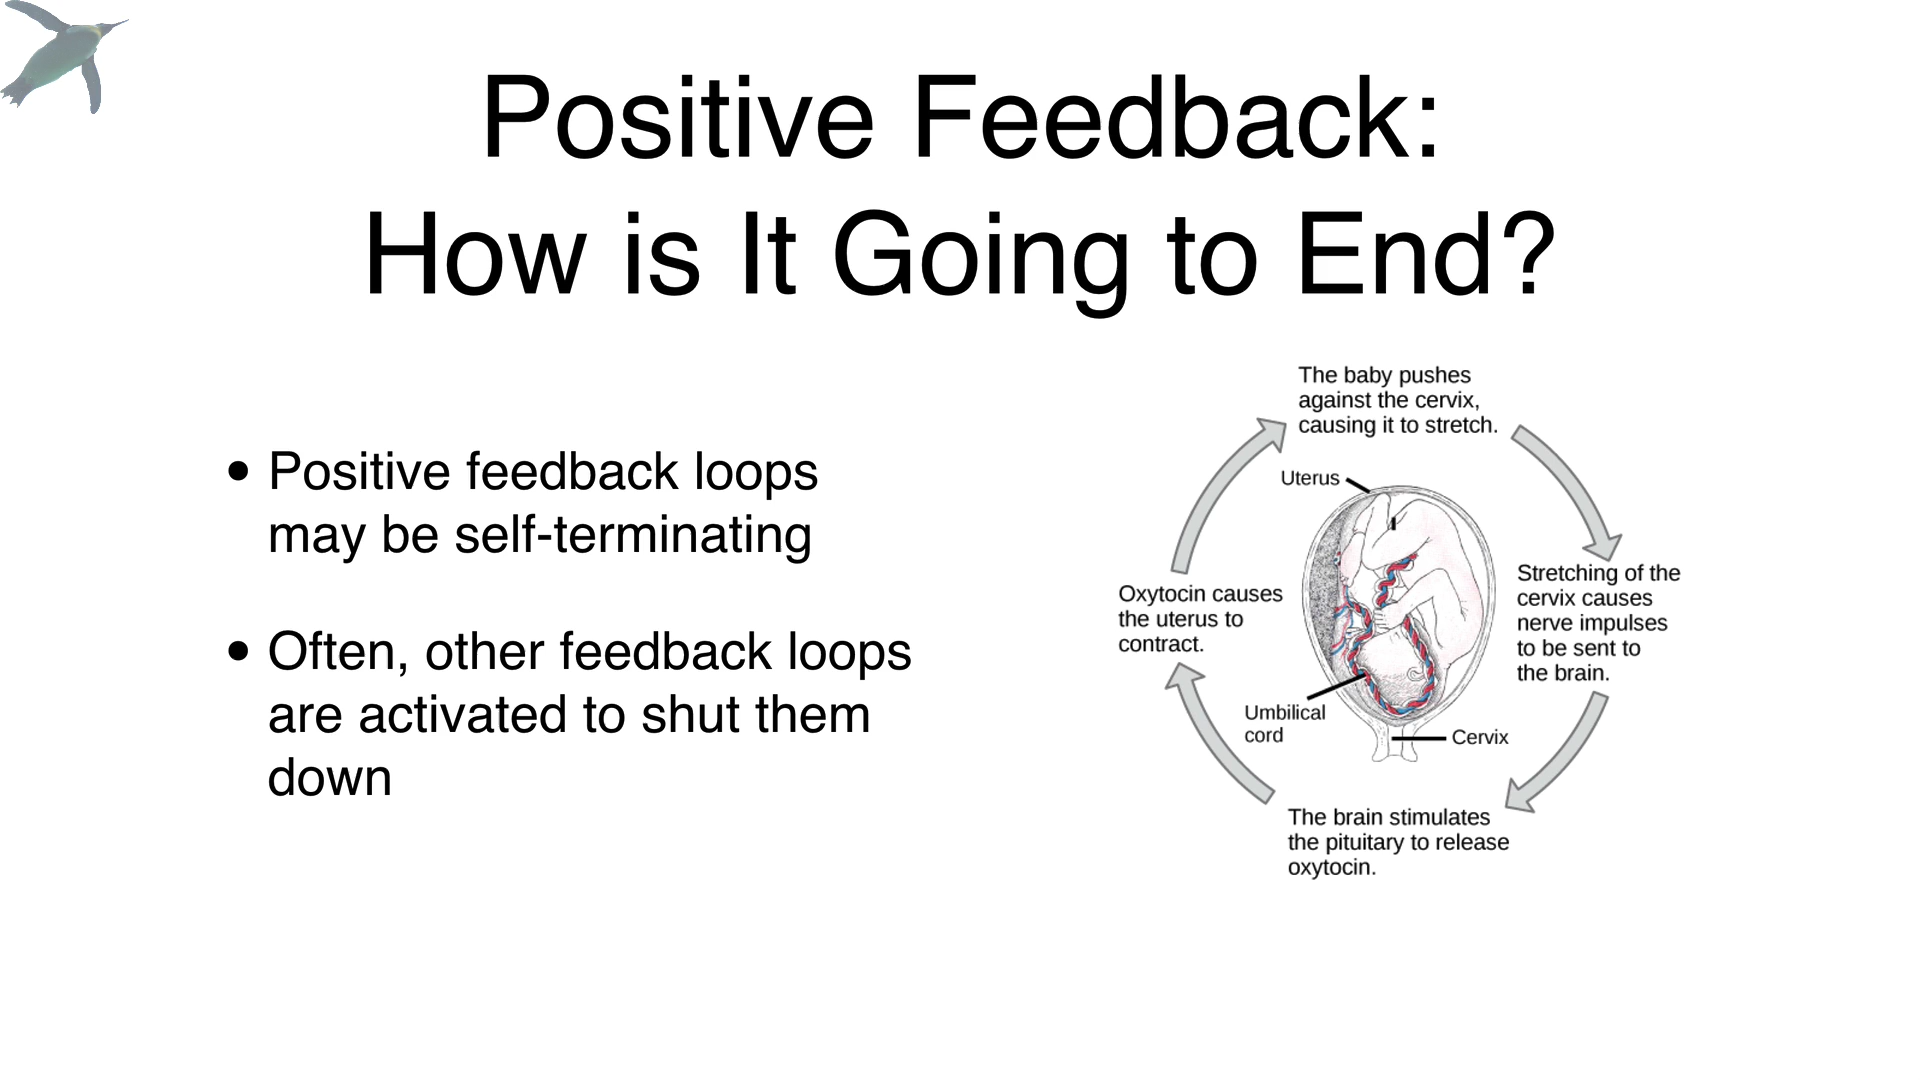 Positive Feedback:
How is It Going to End?
• Positive feedback loops
may be self-terminating
• Often, other feedback loops
are activated to shut them
down
The baby pushes
against the cervix,
causing it to stretch.
Uterus
Stretching of the
cervix causes
nerve impulses
to be sent to
the brain.
Oxytocin causes
the uterus to
contract.
Umbilical
cord
Cervix
The brain stimulates
the pituitary to release
oxytocin.